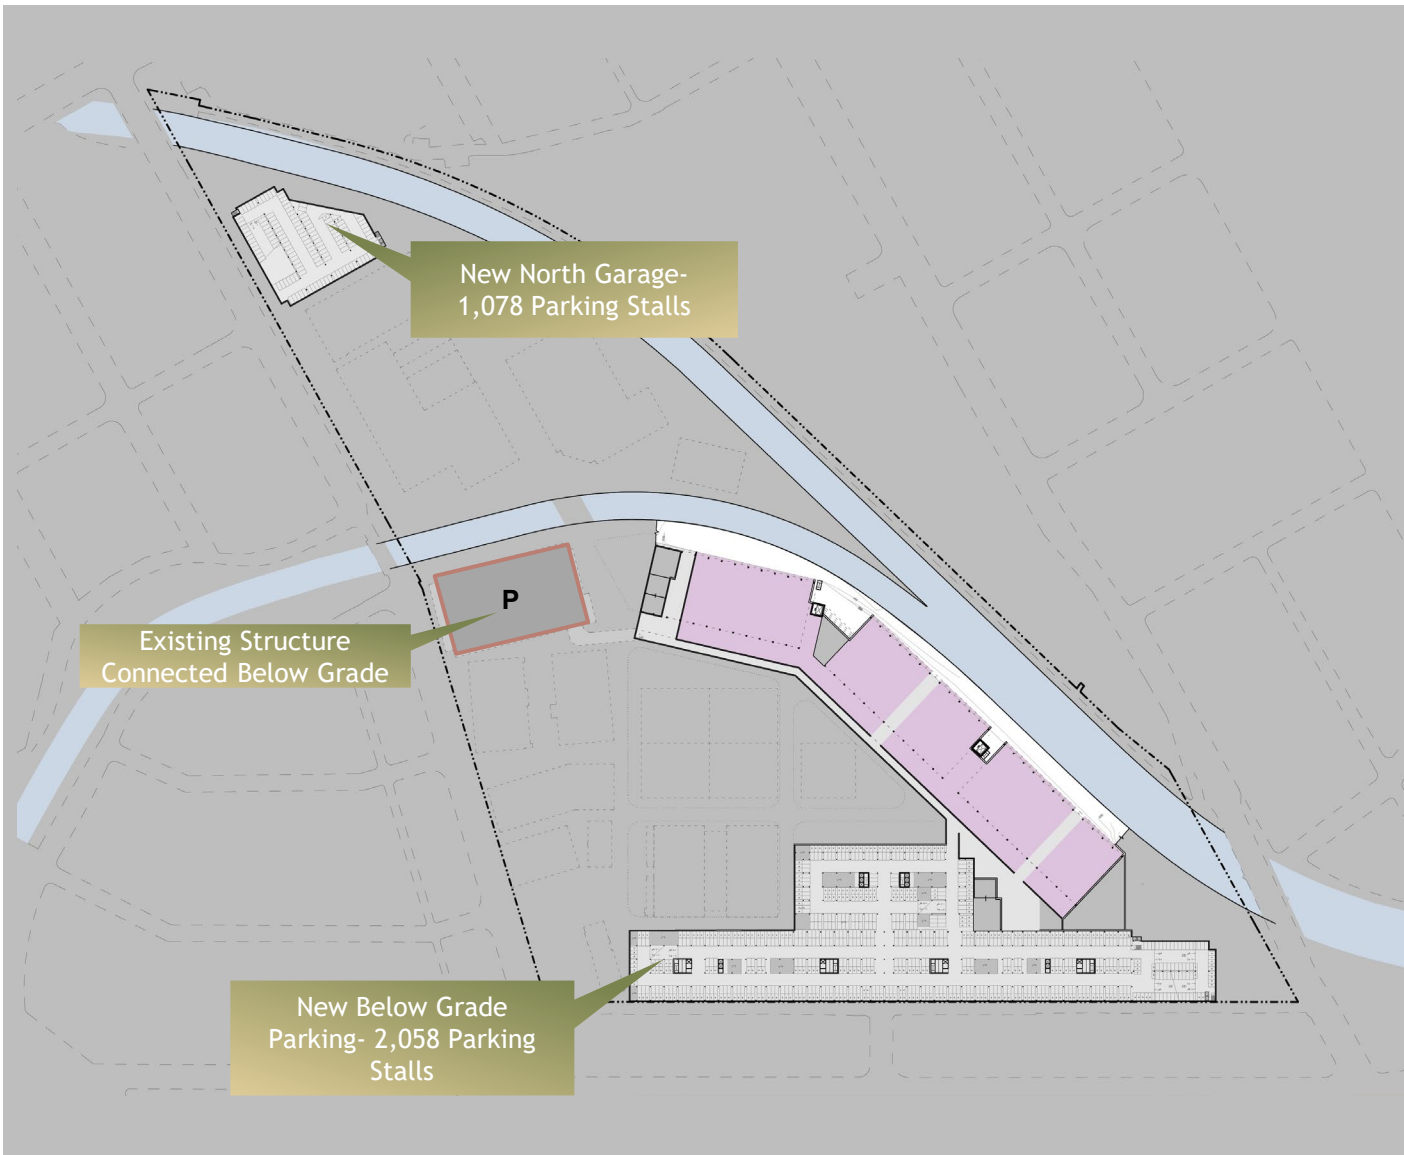 New North Garage-
1,078 Parking Stalls
P
Existing Structure
Connected Below Grade
New Below Grade
Parking- 2,058 Parking
Stalls